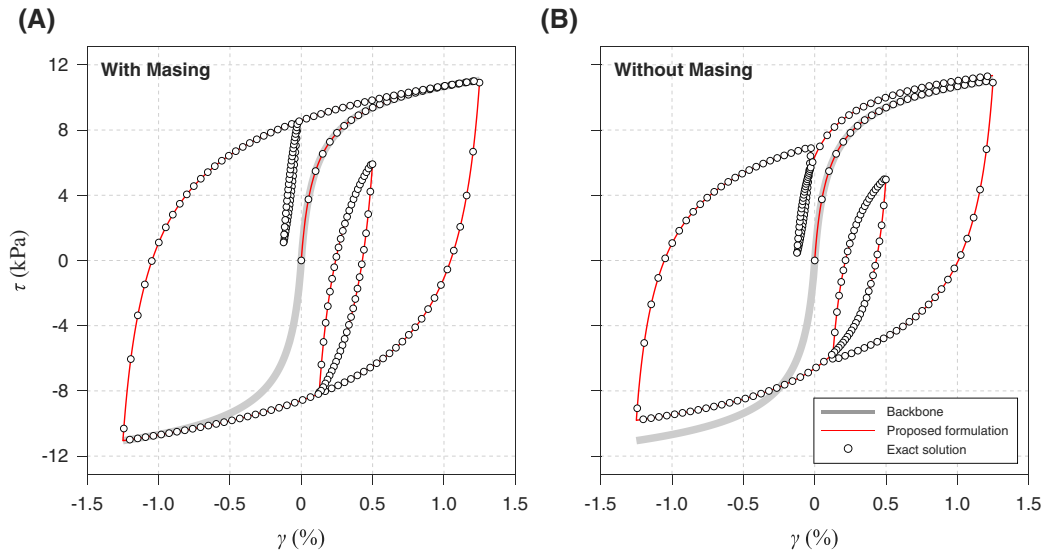 (A)
(B)
With Masing
Without Masing
12
8
4
0
-4
-8
-12
τ (kPa)
-1.5 -1.0 -0.5 0 0.5 1.0 1.5
-1.5 -1.0 -0.5 0 0.5 1.0 1.5
γ (%)
γ (%)
Backbone
Proposed formulation
Exact solution